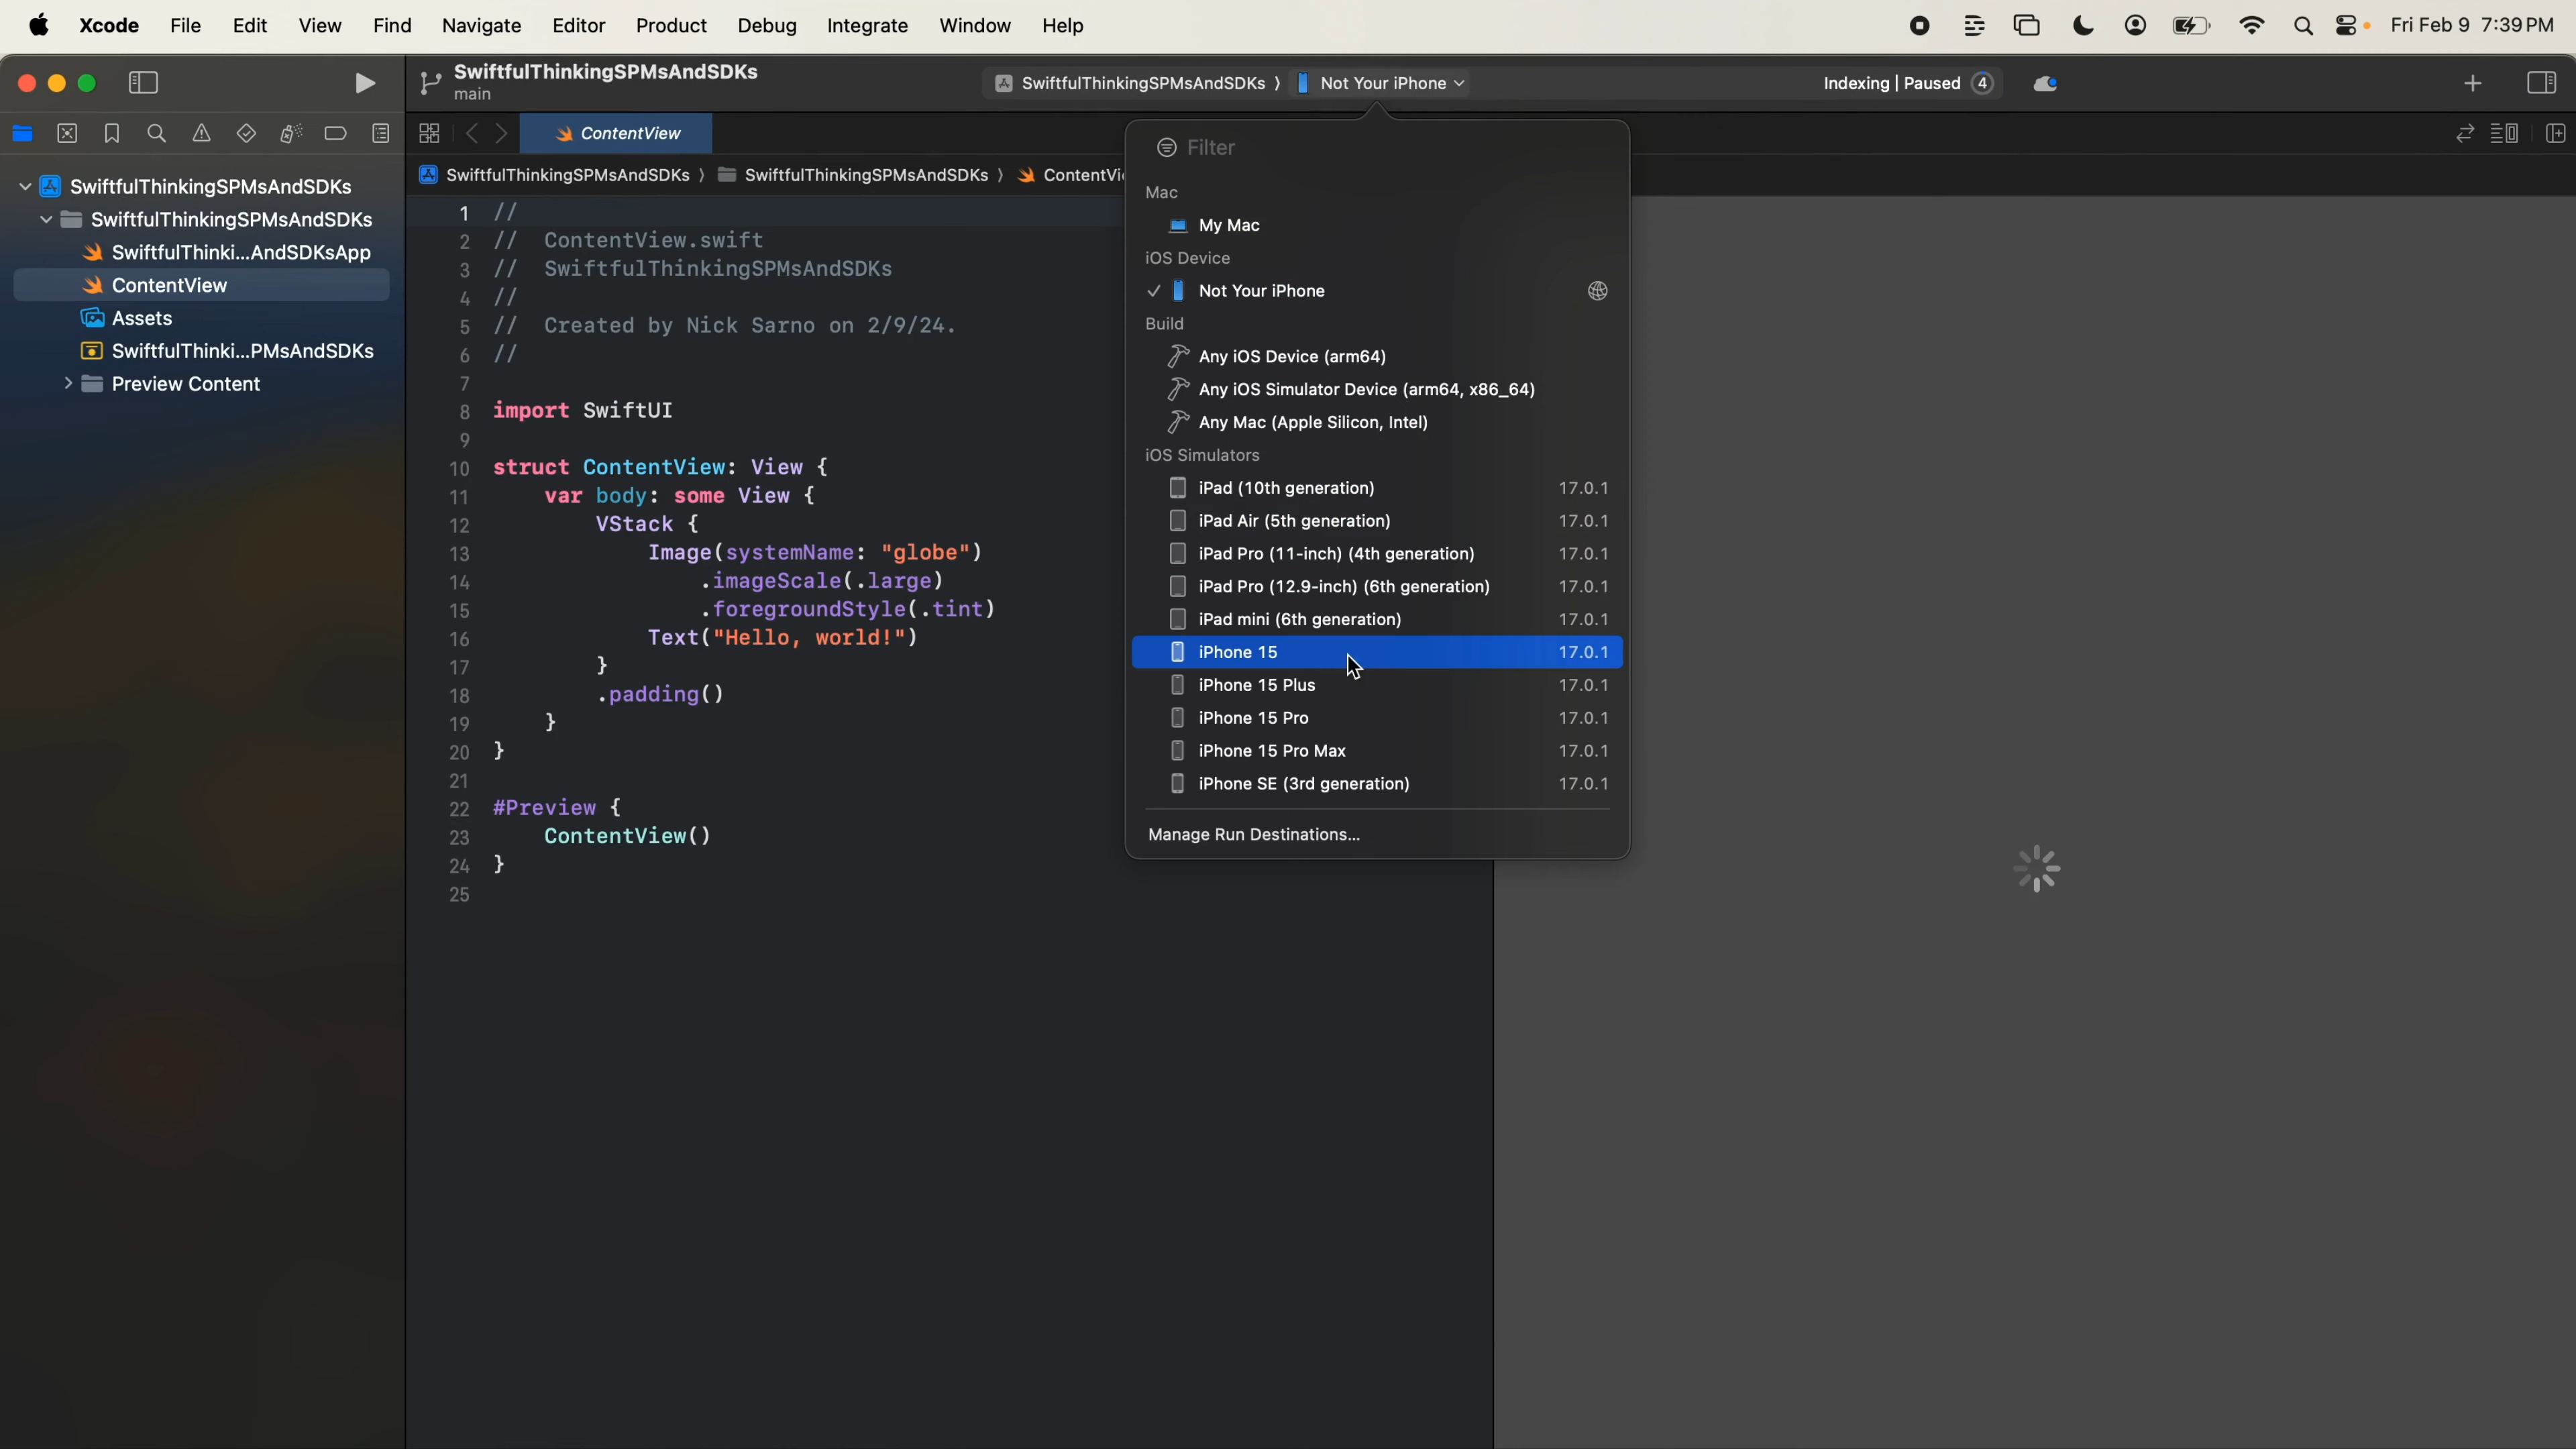 Xcode File Edit View Find Navigate Editor Product Debug Integrate Window Help Fri Feb 9 7:39 PM
SwiftfulThinkingSPMsAndSDKs
main
SwiftfulThinkingSPMsAndSDKs ⟩ Not Your iPhone
Indexing | Paused 4
ContentView
SwiftfulThinkingSPMsAndSDKs ⟩ SwiftfulThinkingSPMsAndSDKs ⟩ ContentVi
SwiftfulThinkingSPMsAndSDKs
SwiftfulThinkingSPMsAndSDKs
SwiftfulThinki...AndSDKsApp
ContentView
Assets
SwiftfulThinki...PMsAndSDKs
Preview Content
1 //
2 // ContentView.swift
3 // SwiftfulThinkingSPMsAndSDKs
4 //
5 // Created by Nick Sarno on 2/9/24.
6 //
7
8 import SwiftUI
9
10 struct ContentView: View {
11 var body: some View {
12 VStack {
13 Image(systemName: "globe")
14 .imageScale(.large)
15 .foregroundStyle(.tint)
16 Text("Hello, world!")
17 }
18 .padding()
19 }
20 }
21
22 #Preview {
23 ContentView()
24 }
25
Filter
Mac
My Mac
iOS Device
✓ Not Your iPhone
Build
Any iOS Device (arm64)
Any iOS Simulator Device (arm64, x86_64)
Any Mac (Apple Silicon, Intel)
iOS Simulators
iPad (10th generation) 17.0.1
iPad Air (5th generation) 17.0.1
iPad Pro (11-inch) (4th generation) 17.0.1
iPad Pro (12.9-inch) (6th generation) 17.0.1
iPad mini (6th generation) 17.0.1
iPhone 15 17.0.1
iPhone 15 Plus 17.0.1
iPhone 15 Pro 17.0.1
iPhone 15 Pro Max 17.0.1
iPhone SE (3rd generation) 17.0.1
Manage Run Destinations...